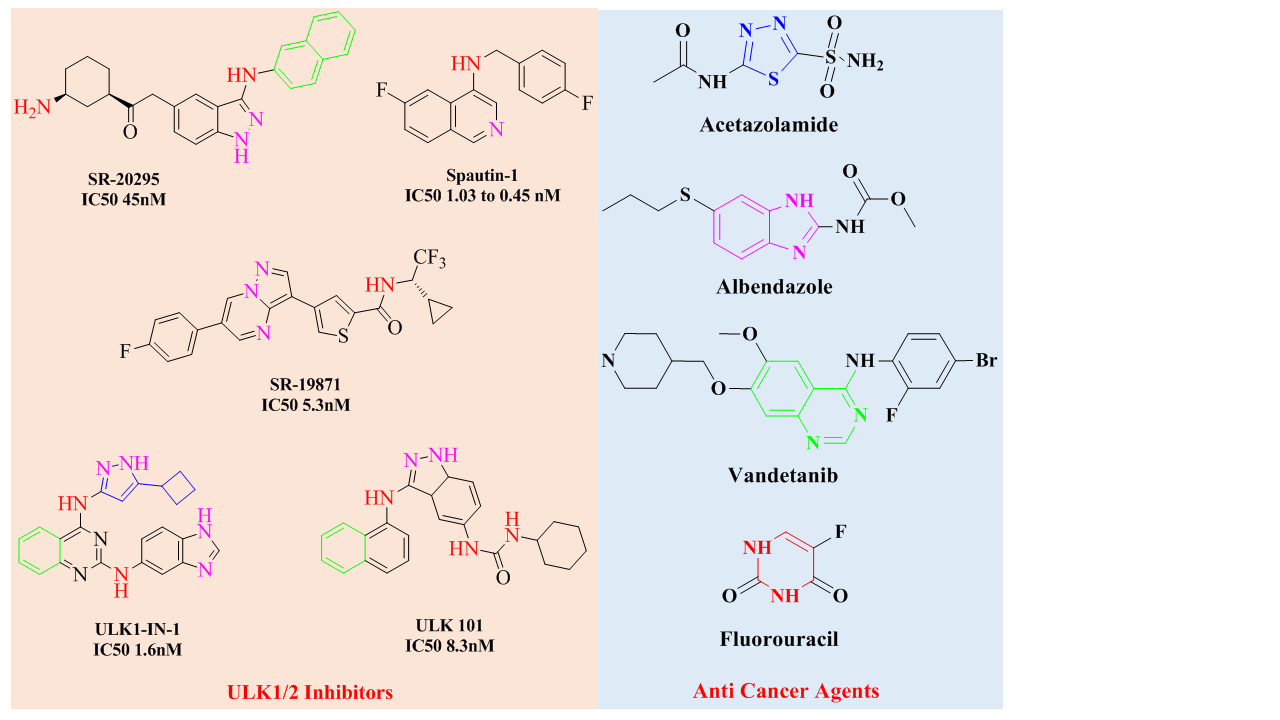 HN
H2N
O
N
N
H
SR-20295
IC50 45nM
HN
F
F
N
Spautin-1
IC50 1.03 to 0.45 nM
N
N
N
F
S
HN
O
CF3
SR-19871
IC50 5.3nM
N
NH
HN
N
N
N
H
H
N
N
ULK1-IN-1
IC50 1.6nM
N
NH
HN
HN
O
H
N
ULK 101
IC50 8.3nM
ULK1/2 Inhibitors
O
NH
N
N
S
O
S
NH2
O
Acetazolamide
S
NH
N
NH
O
O
Albendazole
N
O
O
NH
N
N
F
Br
Vandetanib
F
NH
O
NH
O
Fluorouracil
Anti Cancer Agents